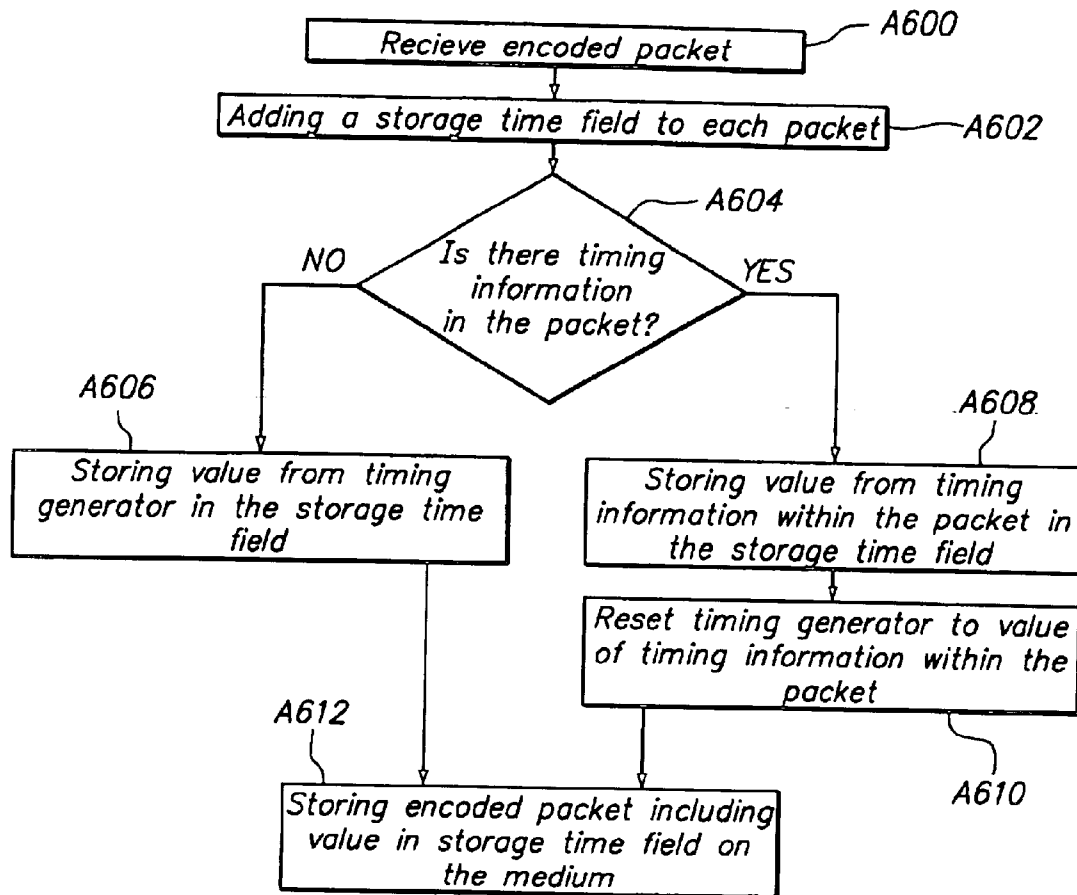 A600
Recieve encoded packet
Adding a storage time field to each packet
A602
A604
Is there timing
information
in the packet?
NO
YES
A606
A608
Storing value from timing
generator in the storage time
field
Storing value from timing
information within the packet in
the storage time field
Reset timing generator to value
of timing information within the
packet
A610
A612
Storing encoded packet including
value in storage time field on
the medium